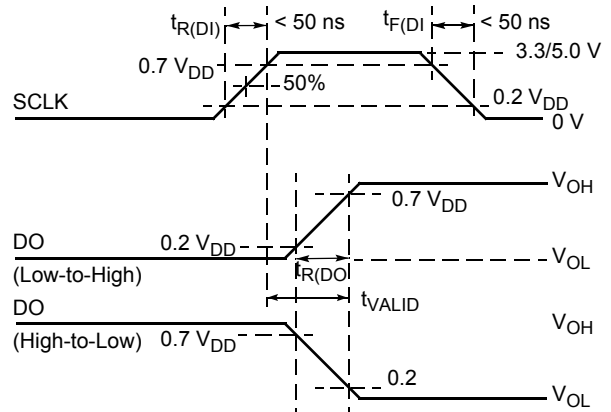 tR(DI) < 50 ns tF(DI < 50 ns
3.3/5.0 V
0.7 VDD
50%
SCLK
0.2 VDD
0 V
VOH
0.7 VDD
DO
(Low-to-High)
0.2 VDD
tR(DO
VOL
DO
(High-to-Low)
tVALID
VOH
0.7 VDD
0.2
VOL